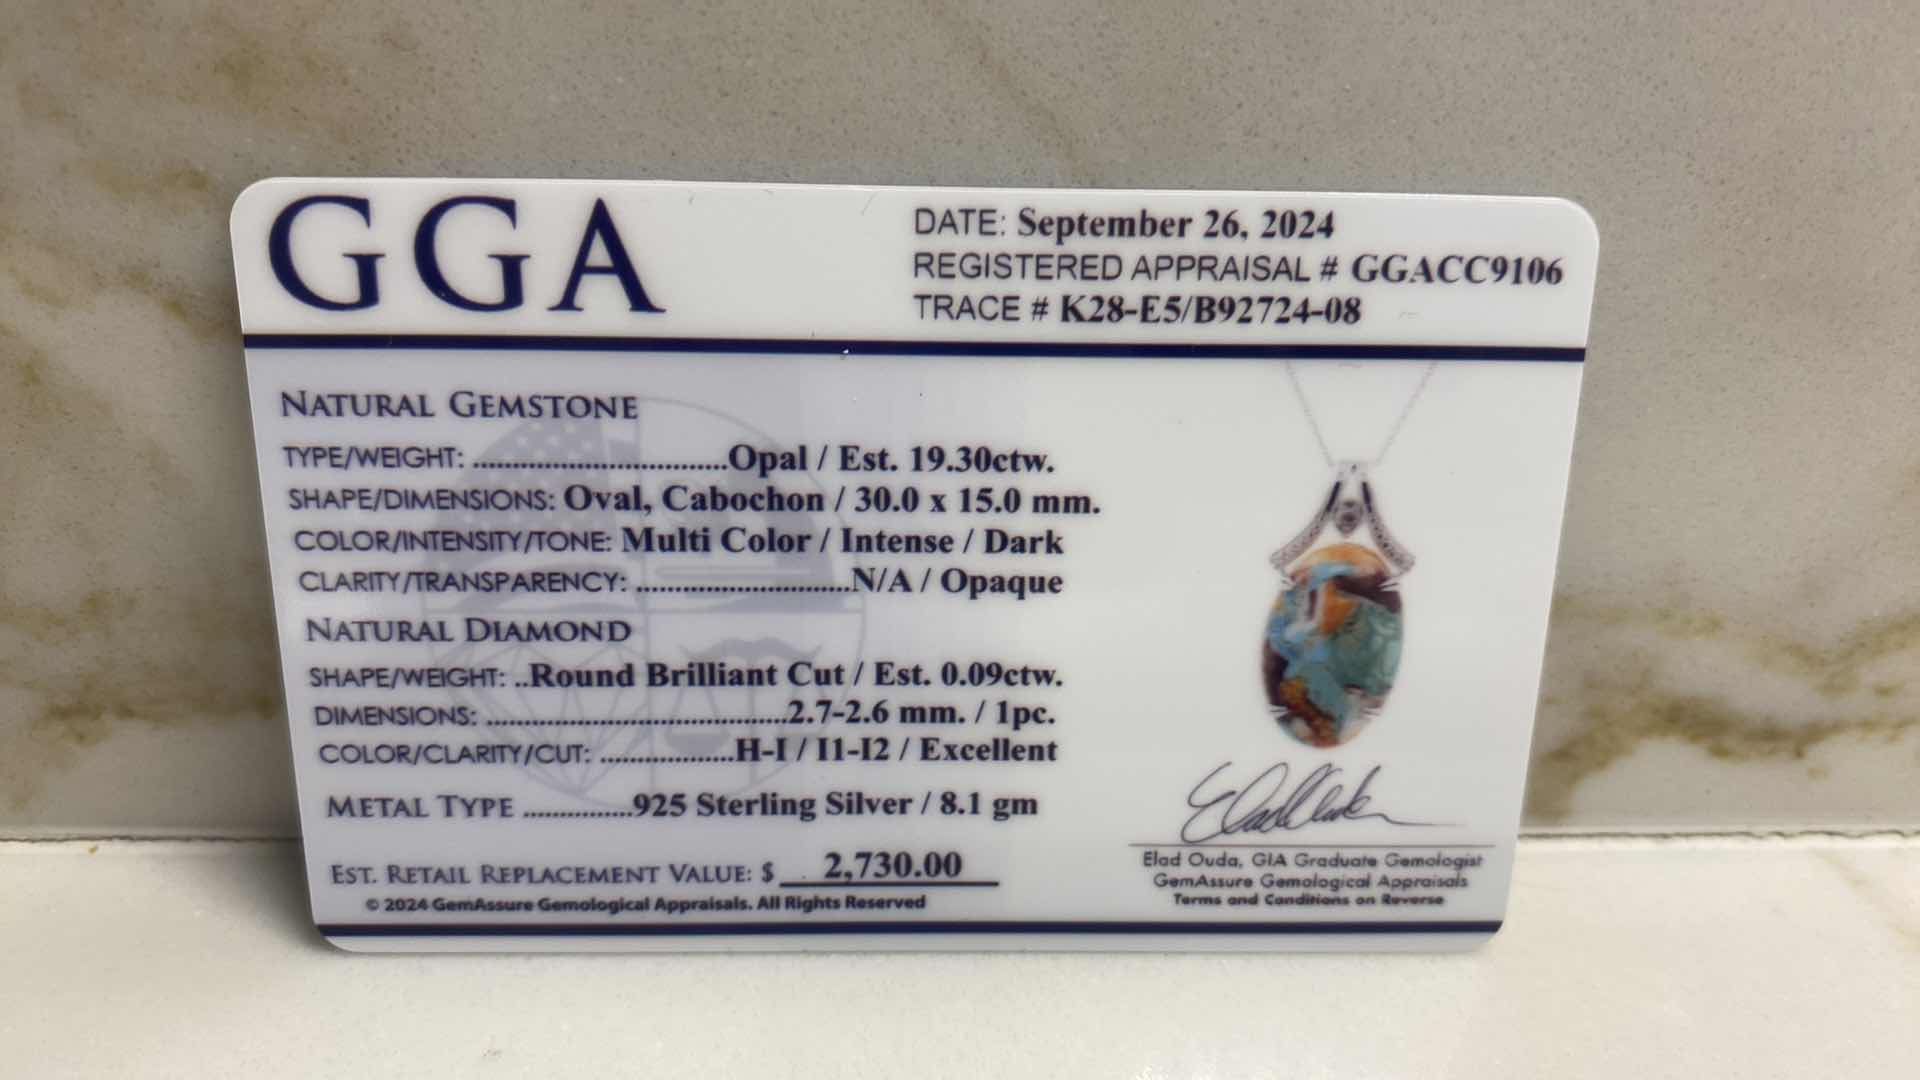 GGA
DATE: September 26, 2024
REGISTERED APPRAISAL # GGACC9106
TRACE # K28-E5/B92724-08
NATURAL GEMSTONE
TYPE/WEIGHT: ..............................Opal / Est. 19.30ctw.
SHAPE/DIMENSIONS: Oval, Cabochon / 30.0 x 15.0 mm.
COLOR/INTENSITY/TONE: Multi Color / Intense / Dark
CLARITY/TRANSPARENCY: .........................N/A / Opaque
NATURAL DIAMOND
SHAPE/WEIGHT: ..Round Brilliant Cut / Est. 0.09ctw.
DIMENSIONS: ....................................2.7-2.6 mm. / 1pc.
COLOR/CLARITY/CUT: ................H-I / I1-I2 / Excellent
METAL TYPE .............925 Sterling Silver / 8.1 gm
EST. RETAIL REPLACEMENT VALUE: $ 2,730.00
© 2024 GemAssure Gemological Appraisals. All Rights Reserved
Elad Ouda, GIA Graduate Gemologist
GemAssure Gemological Appraisals
Terms and Conditions on Reverse